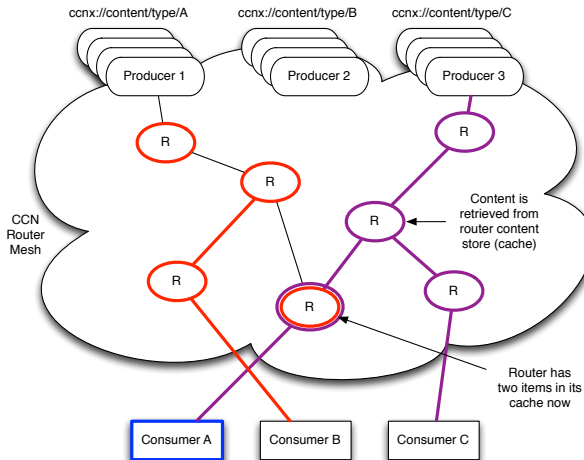 ccnx://content/type/A
ccnx://content/type/B
ccnx://content/type/C
Producer 1
Producer 2
Producer 3
R
R
R
R
R
R
R
CCN
Router
Mesh
Content is
retrieved from
router content
store (cache)
Router has
two items in its
cache now
Consumer A
Consumer B
Consumer C